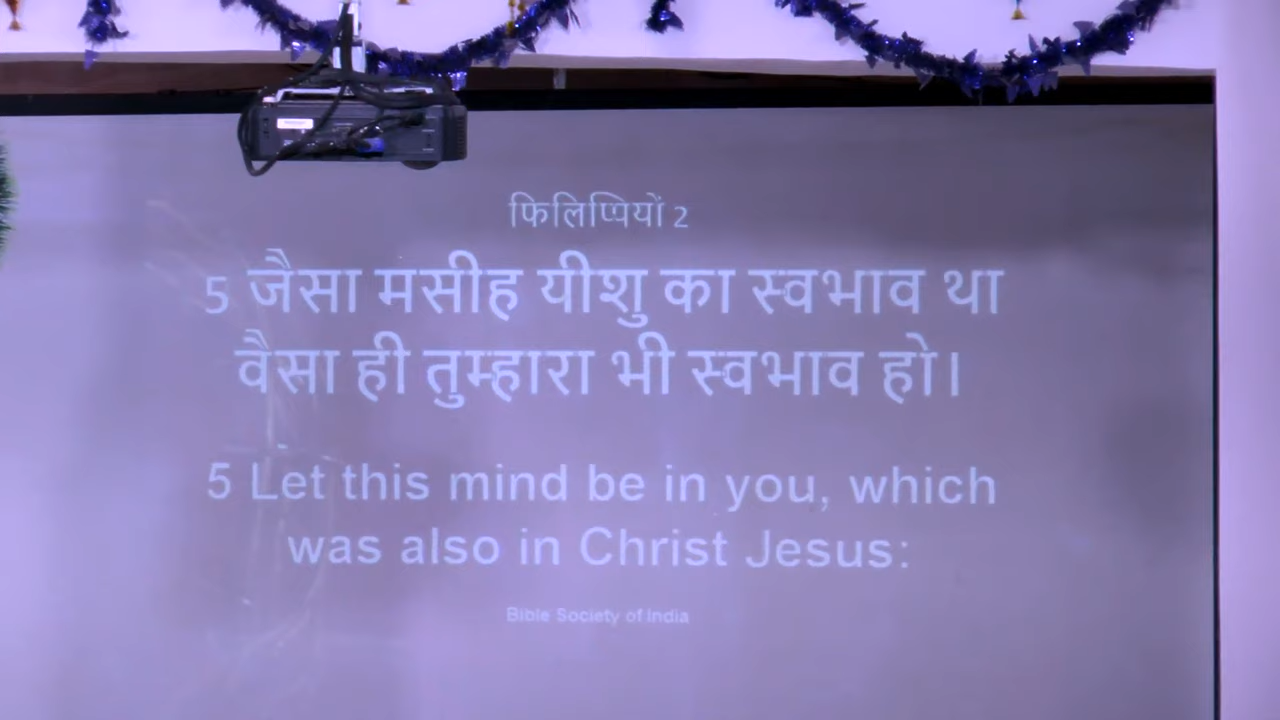 फिलिप्पियों 2
5 जैसा मसीह यीशु का स्वभाव था
वैसा ही तुम्हारा भी स्वभाव हो।
5 Let this mind be in you, which
was also in Christ Jesus:
Bible Society of India